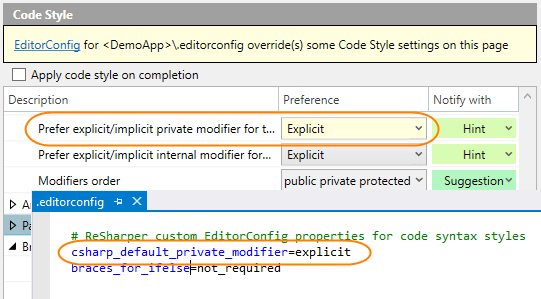 Code Style
EditorConfig for <DemoApp>\.editorconfig override(s) some Code Style settings on this page
Apply code style on completion
Description Preference Notify with
Prefer explicit/implicit private modifier for t... Explicit Hint
Prefer explicit/implicit internal modifier for... Explicit Hint
Modifiers order public private protected Suggestion
.editorconfig
Pa
Br
# ReSharper custom EditorConfig properties for code syntax styles
csharp_default_private_modifier=explicit
braces_for_ifelse=not_required